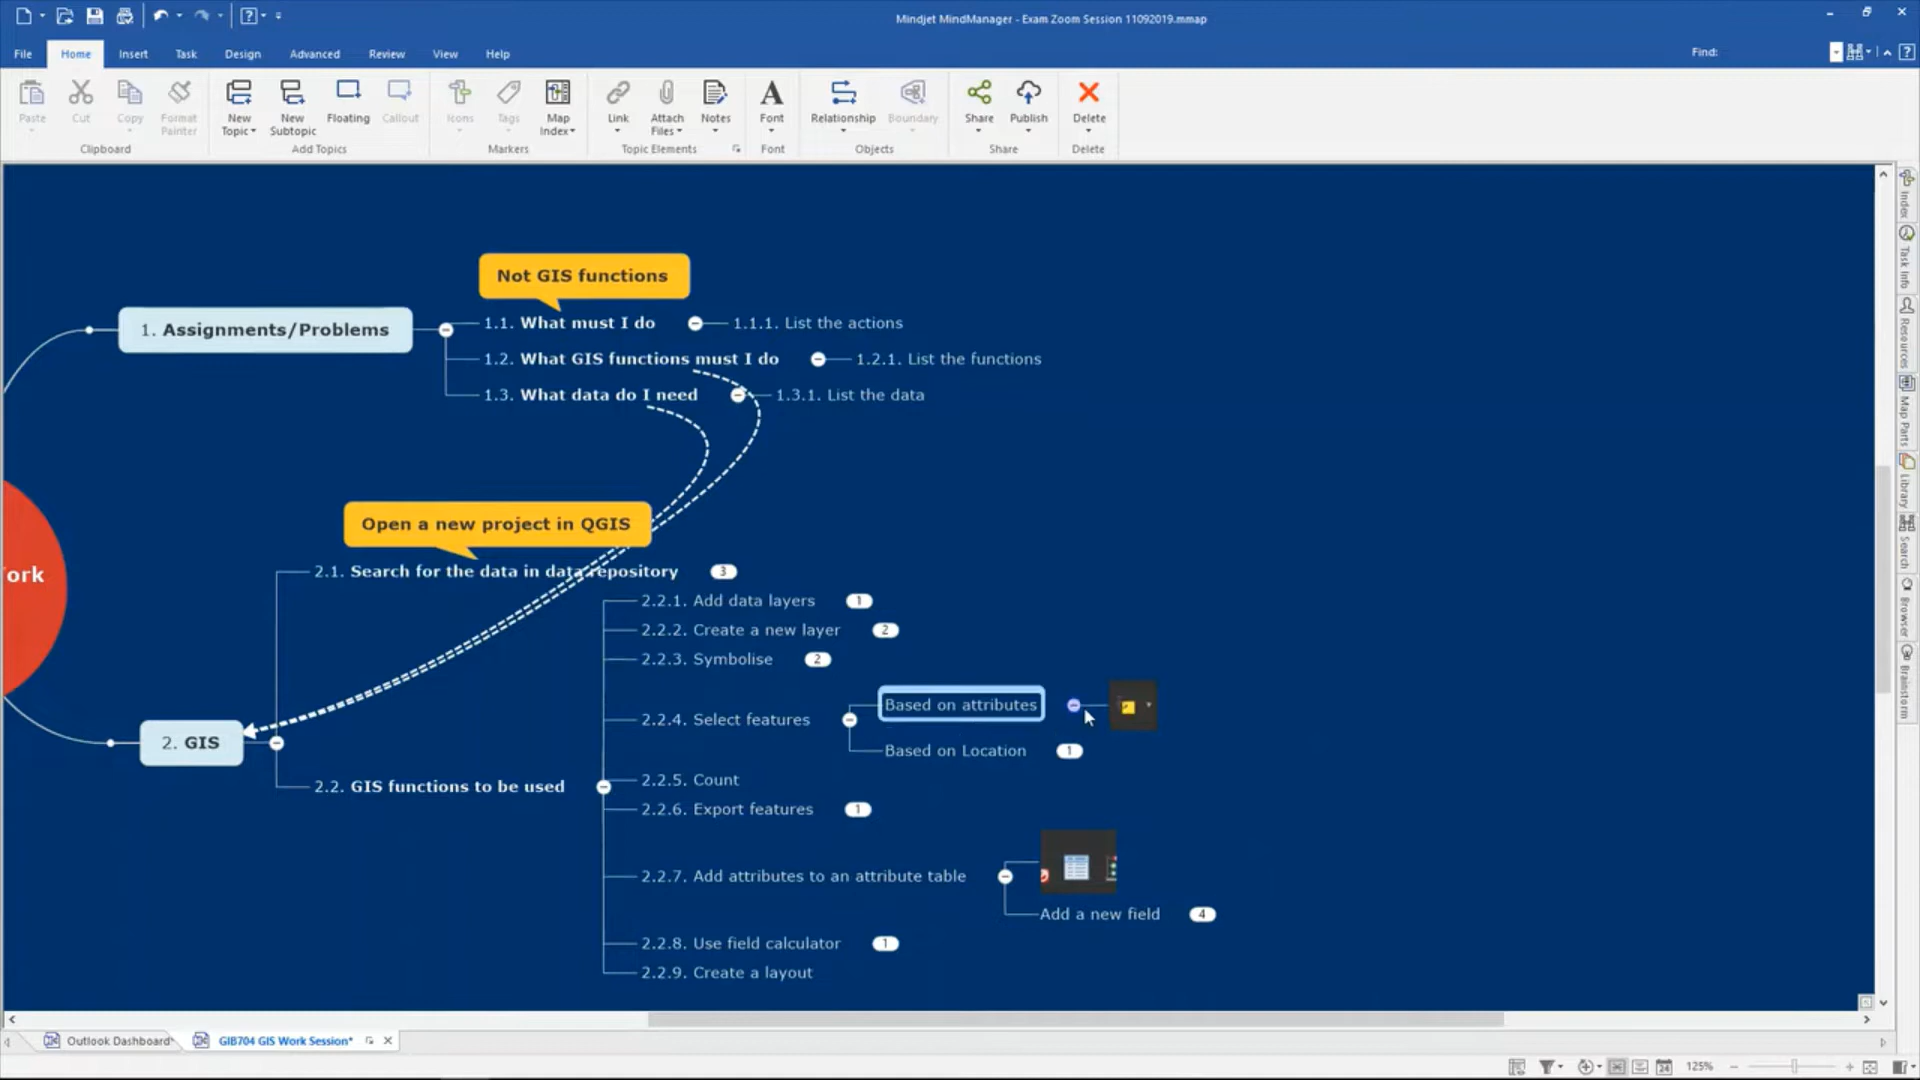 Mindjet MindManager - Exam Zoom Session 11092019.mmap
File Home Insert Task Design Advanced Review View Help
Find:
Paste Cut Copy Format Painter
New Topic New Subtopic Floating Callout
Icons Tags Map Index
Link Attach Files Notes
Font
Relationship Boundary
Share Publish
Delete
Clipboard Add Topics Markers Topic Elements Font Objects Share Delete
Not GIS functions
1. Assignments/Problems
1.1. What must I do
1.1.1. List the actions
1.2. What GIS functions must I do
1.2.1. List the functions
1.3. What data do I need
1.3.1. List the data
Open a new project in QGIS
ork
2.1. Search for the data in data repository 3
2.2.1. Add data layers 1
2.2.2. Create a new layer 2
2.2.3. Symbolise 2
Based on attributes
2.2.4. Select features
Based on Location 1
2. GIS
2.2. GIS functions to be used
2.2.5. Count
2.2.6. Export features 1
2.2.7. Add attributes to an attribute table
Add a new field 4
2.2.8. Use field calculator 1
2.2.9. Create a layout
Index
Task Info
Resources
Map Parts
Library
Search
Browser
Brainstorm
Outlook Dashboard*
GIB704 GIS Work Session*
125%